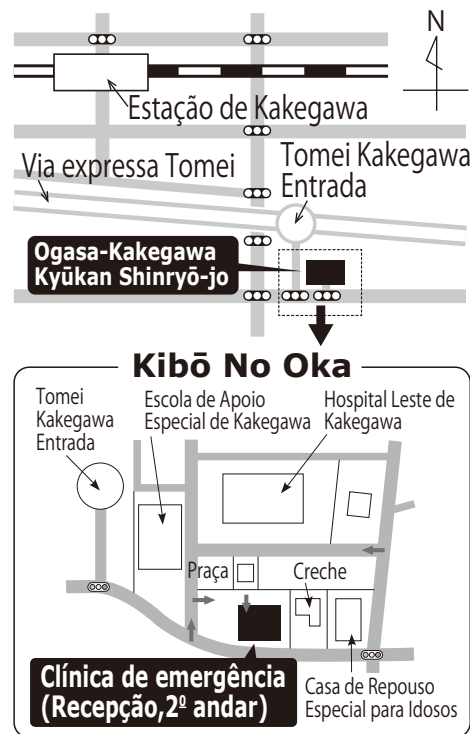 N
Estação de Kakegawa
Via expressa Tomei
Tomei Kakegawa
Entrada
Ogasa-Kakegawa
Kyūkan Shinryō-jo
Kibō No Oka
Tomei
Kakegawa
Entrada
Escola de Apoio
Especial de Kakegawa
Hospital Leste de
Kakegawa
Praça
Creche
Clínica de emergência
(Recepção,2º andar)
Casa de Repouso
Especial para Idosos